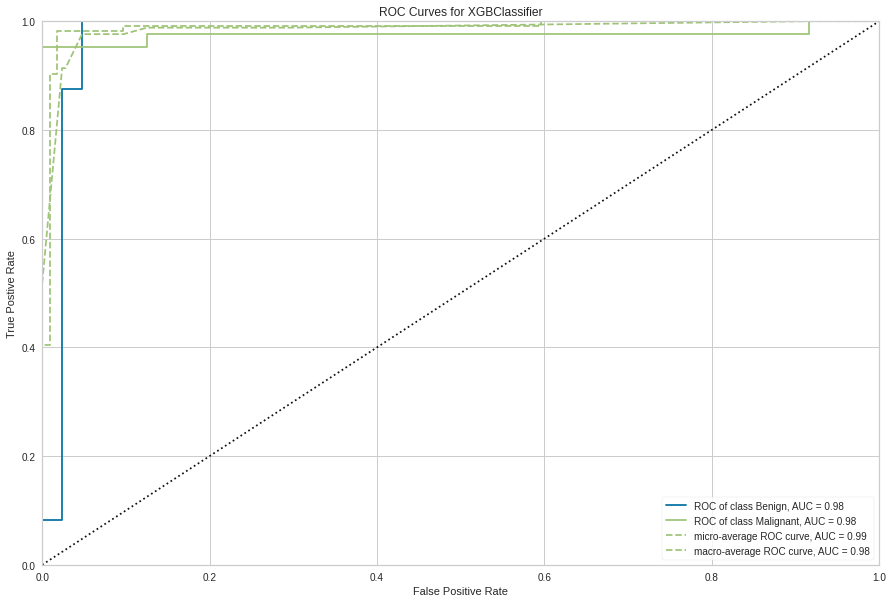 ROC Curves for XGBClassifier
1.0
0.8
0.6
0.4
0.2
0.0
True Postive Rate
0.0 0.2 0.4 0.6 0.8 1.0
False Positive Rate
ROC of class Benign, AUC = 0.98
ROC of class Malignant, AUC = 0.98
micro-average ROC curve, AUC = 0.99
macro-average ROC curve, AUC = 0.98